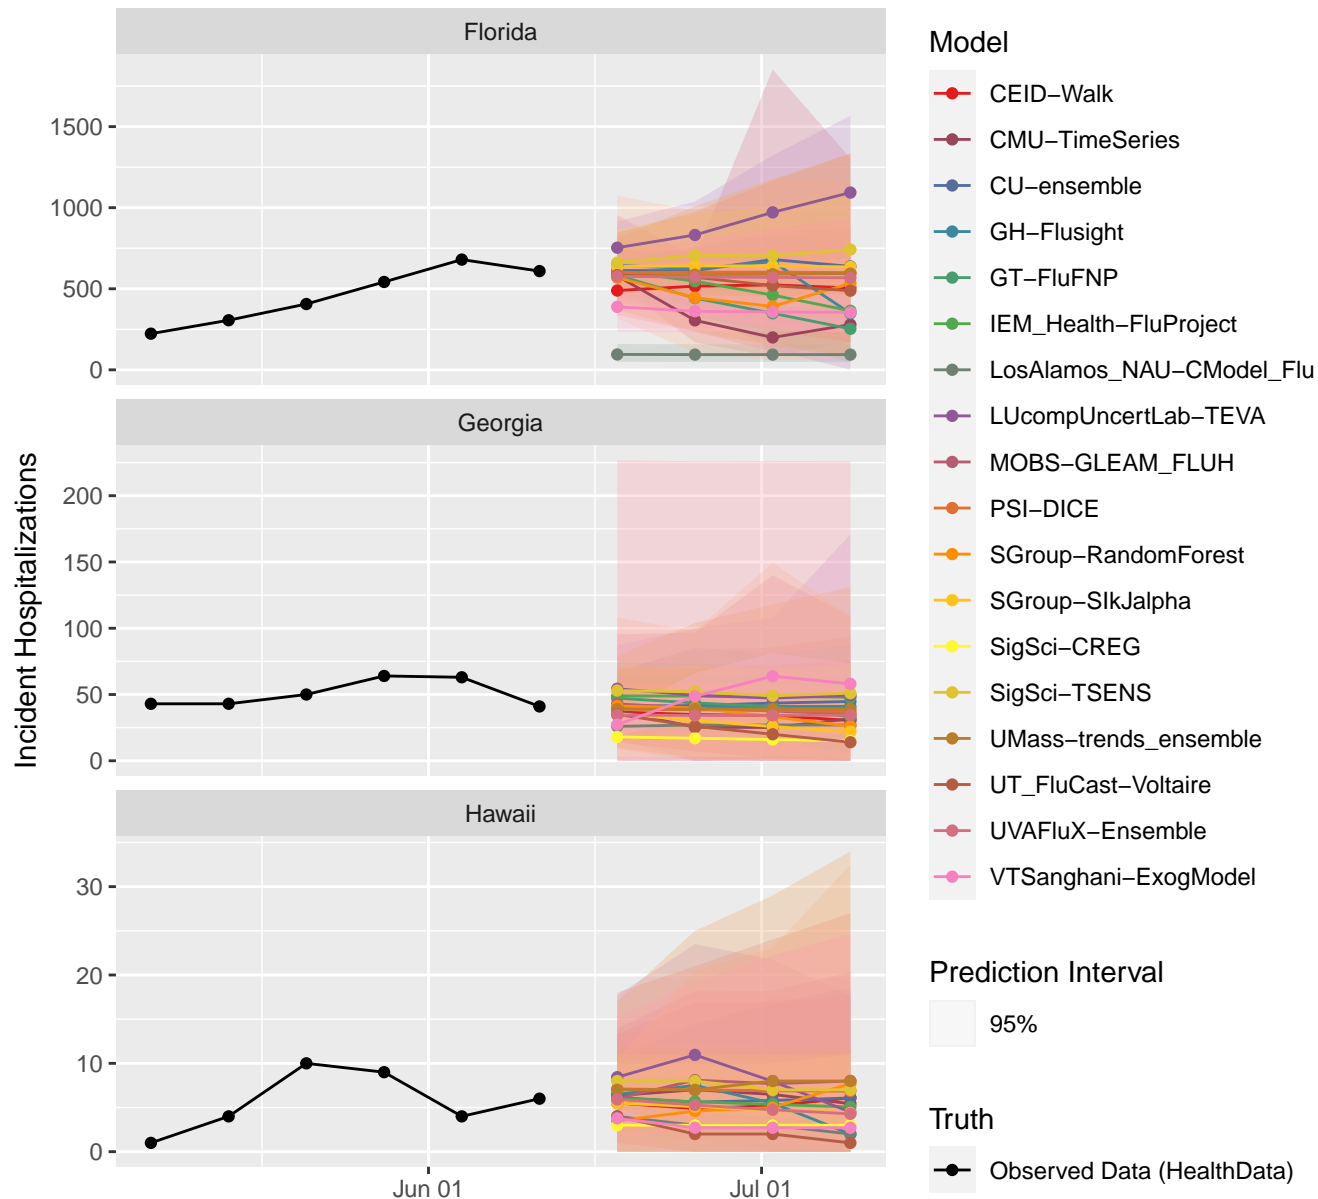 Florida
1500
1000
500
0
Georgia
200
150
100
50
0
Hawaii
30
20
10
0
Jun 01
Jul 01
Incident Hospitalizations
Model
CEID−Walk
CMU−TimeSeries
CU−ensemble
GH−Flusight
GT−FluFNP
IEM_Health−FluProject
LosAlamos_NAU−CModel_Flu
LUcompUncertLab−TEVA
MOBS−GLEAM_FLUH
PSI−DICE
SGroup−RandomForest
SGroup−SIkJalpha
SigSci−CREG
SigSci−TSENS
UMass−trends_ensemble
UT_FluCast−Voltaire
UVAFluX−Ensemble
VTSanghani−ExogModel
Prediction Interval
95%
Truth
Observed Data (HealthData)